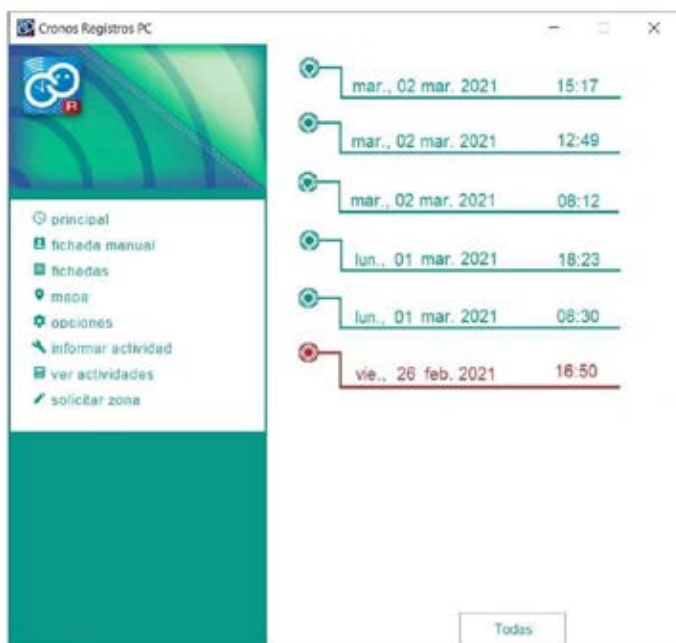 Cronos Registros PC
R
principal
fichada manual
fichadas
mapa
opciones
informar actividad
ver actividades
solicitar zona
mar., 02 mar. 2021 15:17
mar., 02 mar. 2021 12:49
mar., 02 mar. 2021 08:12
lun., 01 mar. 2021 18:23
lun., 01 mar. 2021 08:30
vie., 26 feb. 2021 16:50
Todas